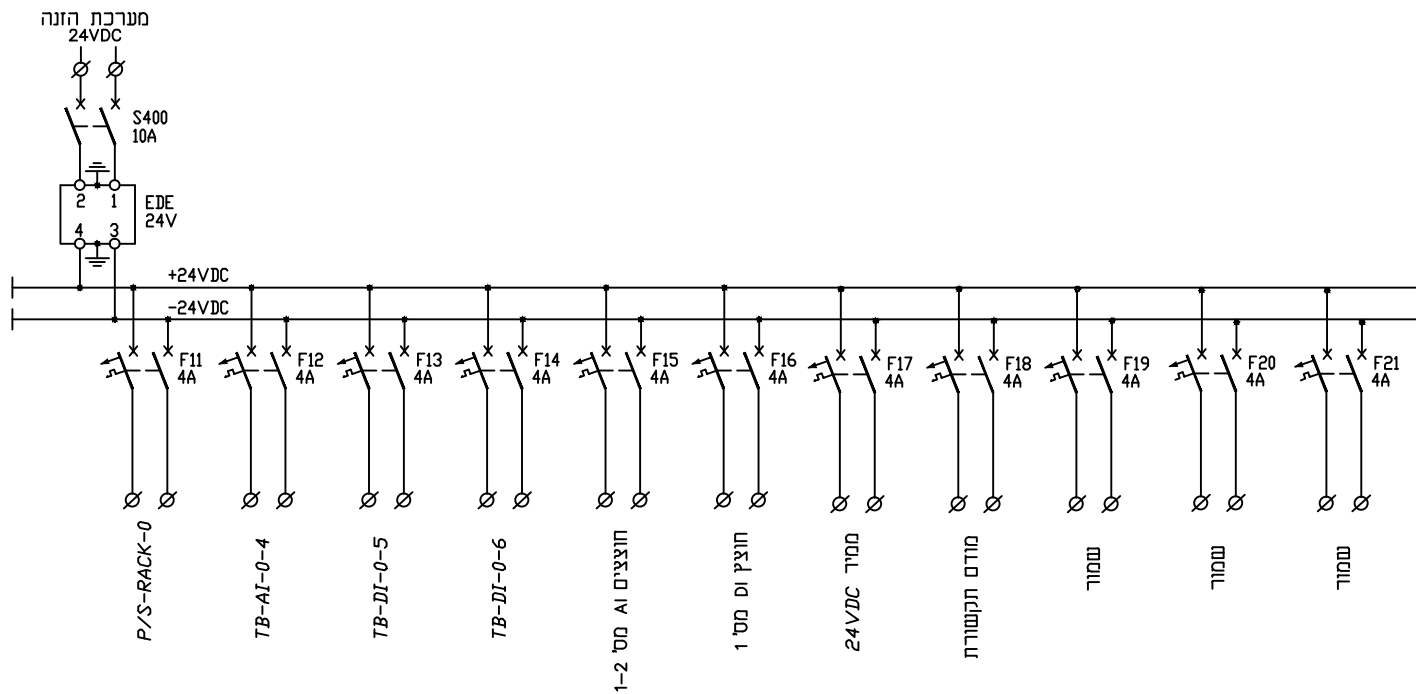 מערכת הזנה
24VDC
S400
10A
2 1
EDE
24V
4 3
+24VDC
-24VDC
F11
4A
F12
4A
F13
4A
F14
4A
F15
4A
F16
4A
F17
4A
F18
4A
F19
4A
F20
4A
F21
4A
P/S-RACK-0
TB-AI-0-4
TB-DI-0-5
TB-DI-0-6
חוצצים AI מס' 1-2
חוצץ DI מס' 1
ממיר 24VDC
מודם תקשורת
שמור
שמור
שמור